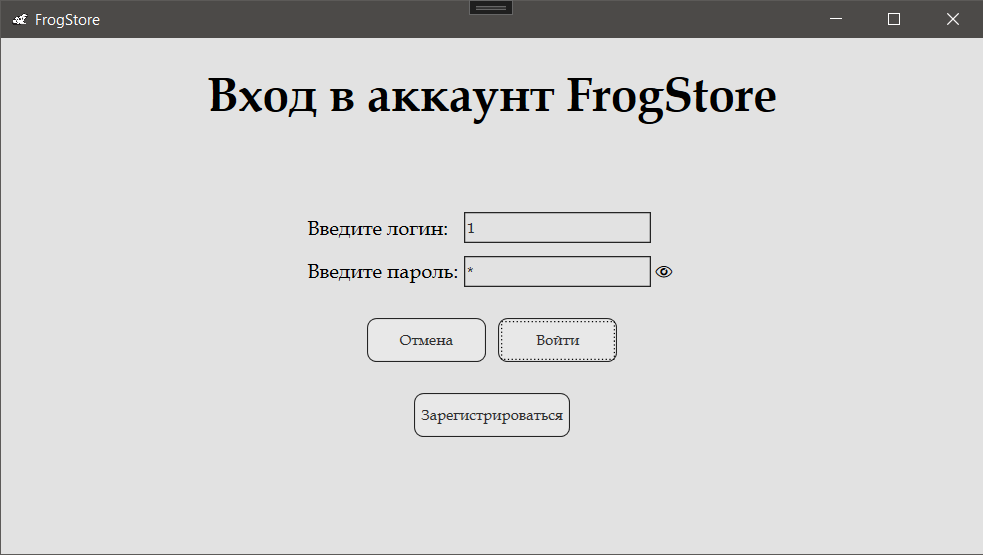 FrogStore
Вход в аккаунт FrogStore
Введите логин: 1
Введите пароль: *
Отмена Войти
Зарегистрироваться